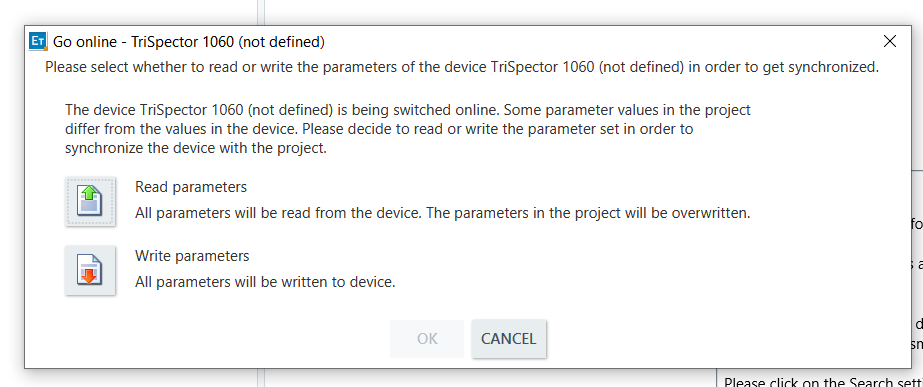 ET Go online - TriSpector 1060 (not defined)
Please select whether to read or write the parameters of the device TriSpector 1060 (not defined) in order to get synchronized.
The device TriSpector 1060 (not defined) is being switched online. Some parameter values in the project
differ from the values in the device. Please decide to read or write the parameter set in order to
synchronize the device with the project.
Read parameters
All parameters will be read from the device. The parameters in the project will be overwritten.
Write parameters
All parameters will be written to device.
OK CANCEL
Please click on the Search